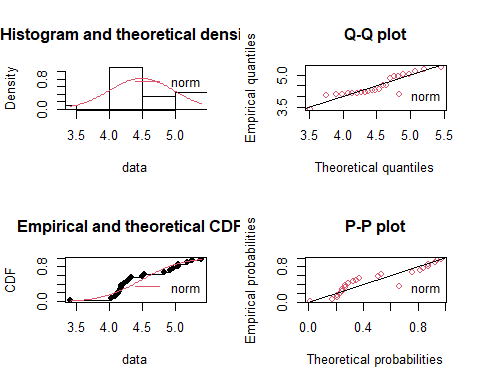 Histogram and theoretical densi
Density
0.0
0.8
norm
3.5 4.0 4.5 5.0
data
Q-Q plot
Empirical quantiles
3.5
5.0
norm
3.5 4.0 4.5 5.0 5.5
Theoretical quantiles
Empirical and theoretical CDF
CDF
0.0
0.8
norm
3.5 4.0 4.5 5.0
data
P-P plot
Empirical probabilities
0.0
0.8
norm
0.0 0.4 0.8
Theoretical probabilities